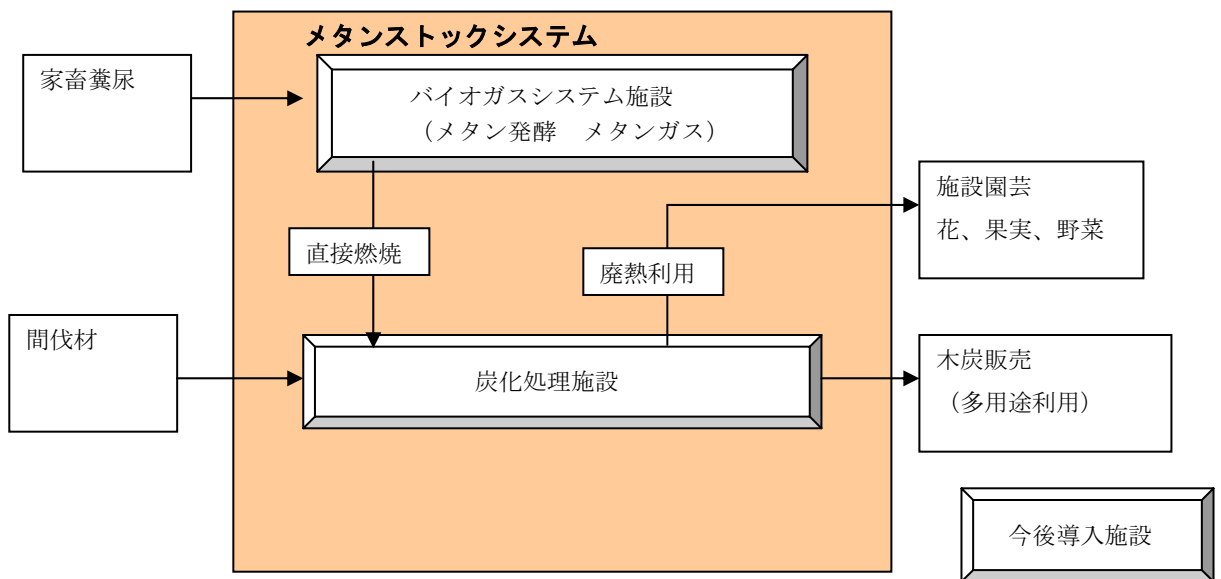 メタンストックシステム
家畜糞尿
バイオガスシステム施設
（メタン発酵　メタンガス）
施設園芸
花、果実、野菜
直接燃焼
廃熱利用
間伐材
炭化処理施設
木炭販売
（多用途利用）
今後導入施設